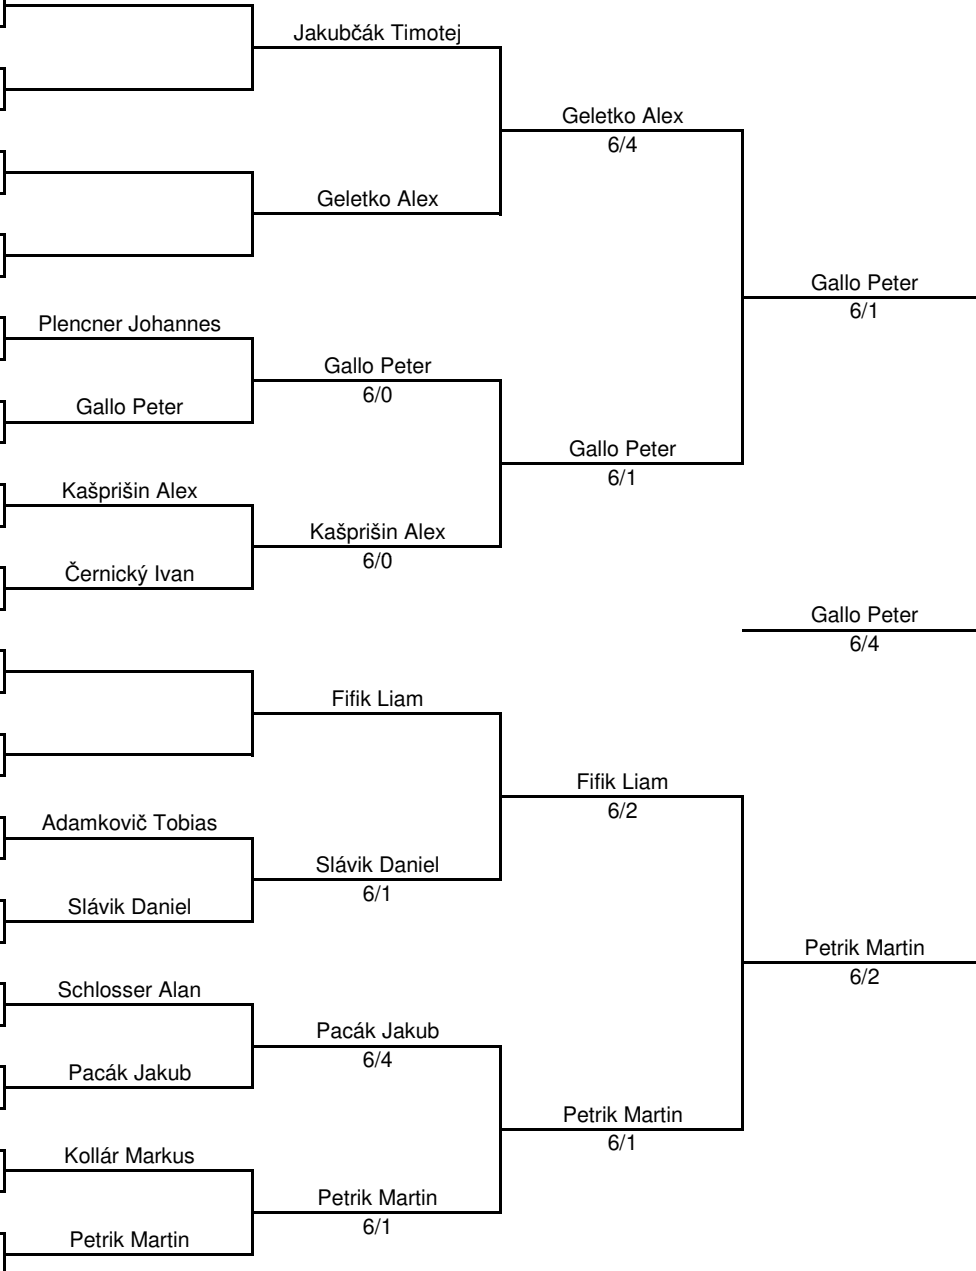 Jakubčák Timotej
Geletko Alex
6/4
Geletko Alex
Gallo Peter
6/1
Plencner Johannes
Gallo Peter
6/0
Gallo Peter
Gallo Peter
6/1
Kašprišin Alex
Kašprišin Alex
6/0
Černický Ivan
Gallo Peter
6/4
Fifik Liam
Fifik Liam
6/2
Adamkovič Tobias
Slávik Daniel
6/1
Slávik Daniel
Petrik Martin
6/2
Schlosser Alan
Pacák Jakub
6/4
Pacák Jakub
Petrik Martin
6/1
Kollár Markus
Petrik Martin
6/1
Petrik Martin